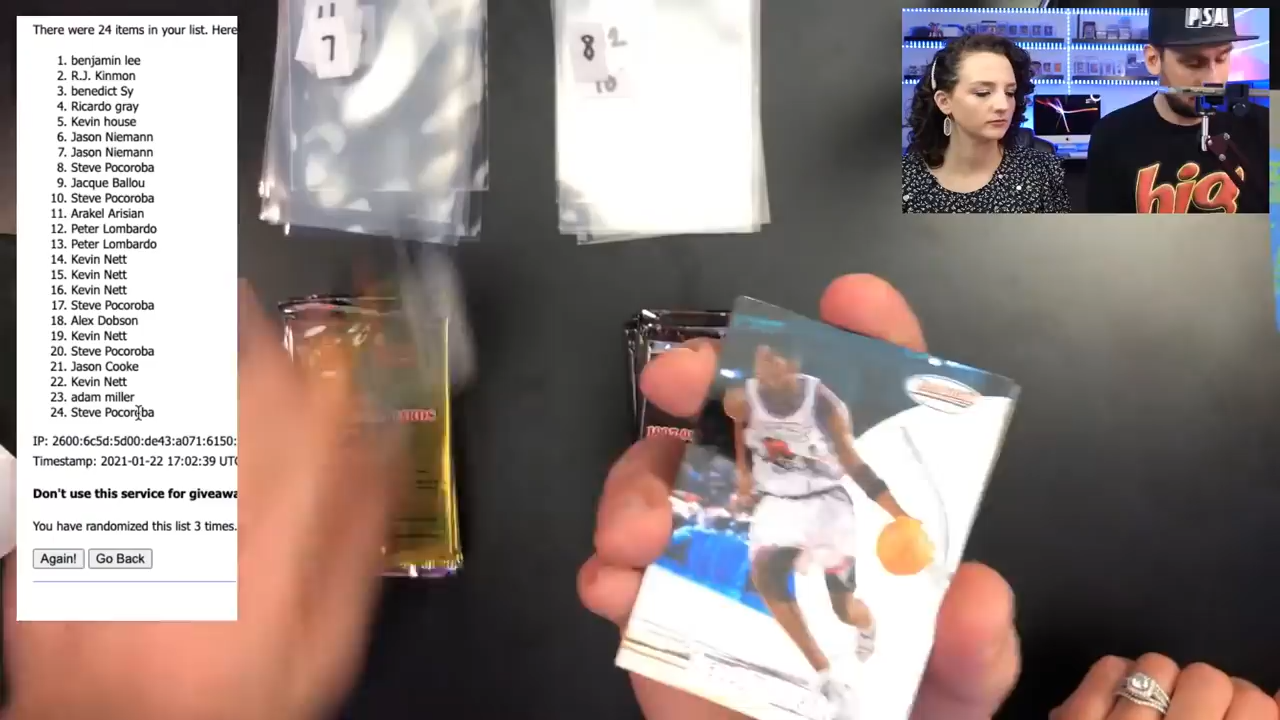 There were 24 items in your list. Here
1. benjamin lee
2. R.J. Kinmon
3. benedict Sy
4. Ricardo gray
5. Kevin house
6. Jason Niemann
7. Jason Niemann
8. Steve Pocoroba
9. Jacque Ballou
10. Steve Pocoroba
11. Arakel Arisian
12. Peter Lombardo
13. Peter Lombardo
14. Kevin Nett
15. Kevin Nett
16. Kevin Nett
17. Steve Pocoroba
18. Alex Dobson
19. Kevin Nett
20. Steve Pocoroba
21. Jason Cooke
22. Kevin Nett
23. adam miller
24. Steve Pocoroba
IP: 2600:6c5d:5d00:de43:a071:6150:
Timestamp: 2021-01-22 17:02:39 UTC
Don't use this service for giveawa
You have randomized this list 3 times.
Again! Go Back
11
7
8 2
10
PSA
big